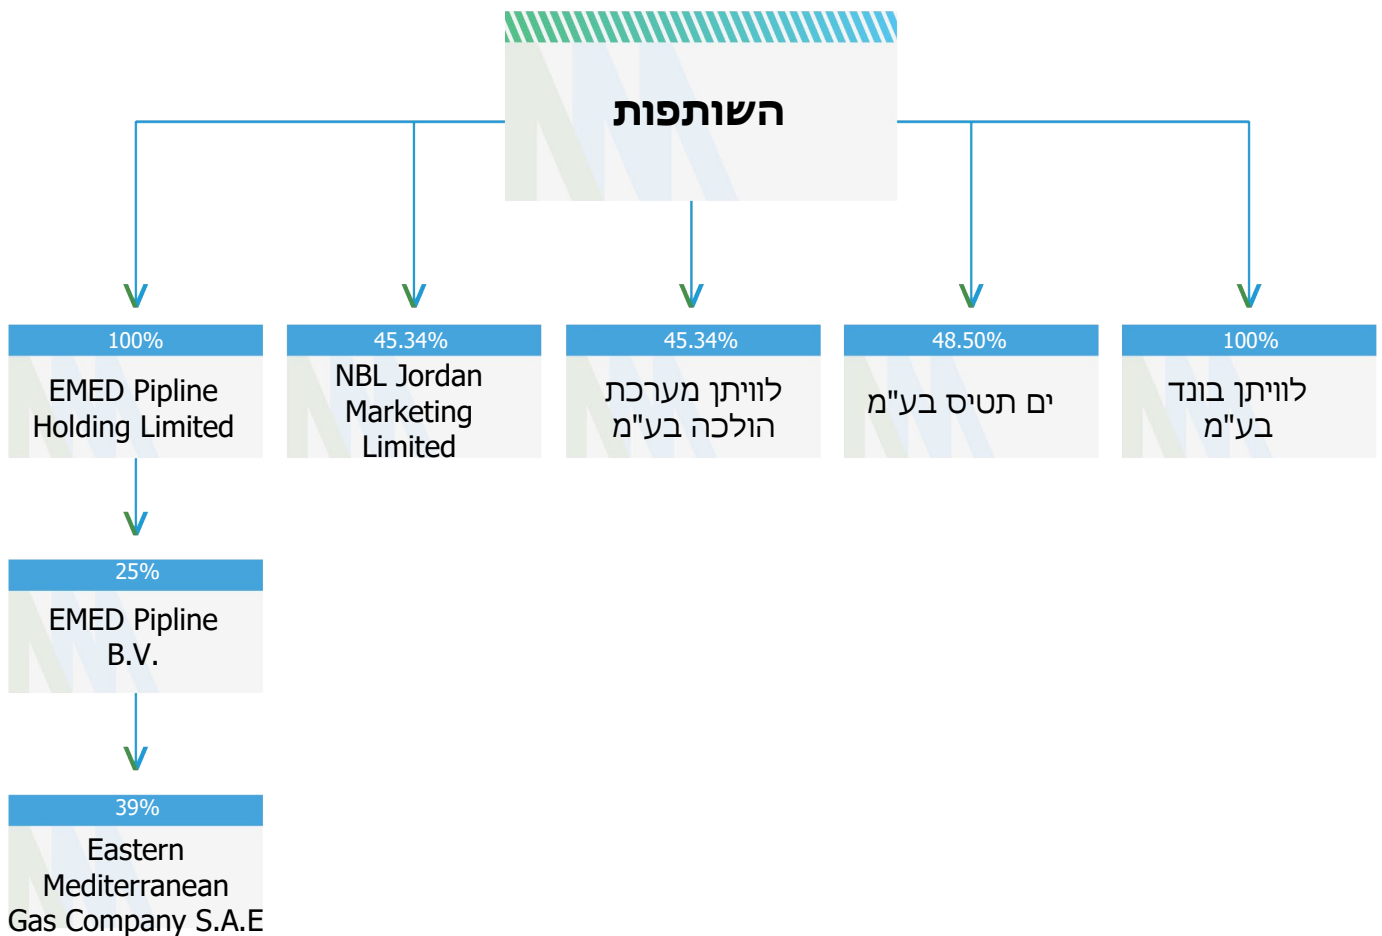 השותפות
100%
EMED Pipline
Holding Limited
45.34%
NBL Jordan
Marketing
Limited
45.34%
לוויתן מערכת
הולכה בע"מ
48.50%
ים תטיס בע"מ
100%
לוויתן בונד
בע"מ
25%
EMED Pipline
B.V.
39%
Eastern
Mediterranean
Gas Company S.A.E